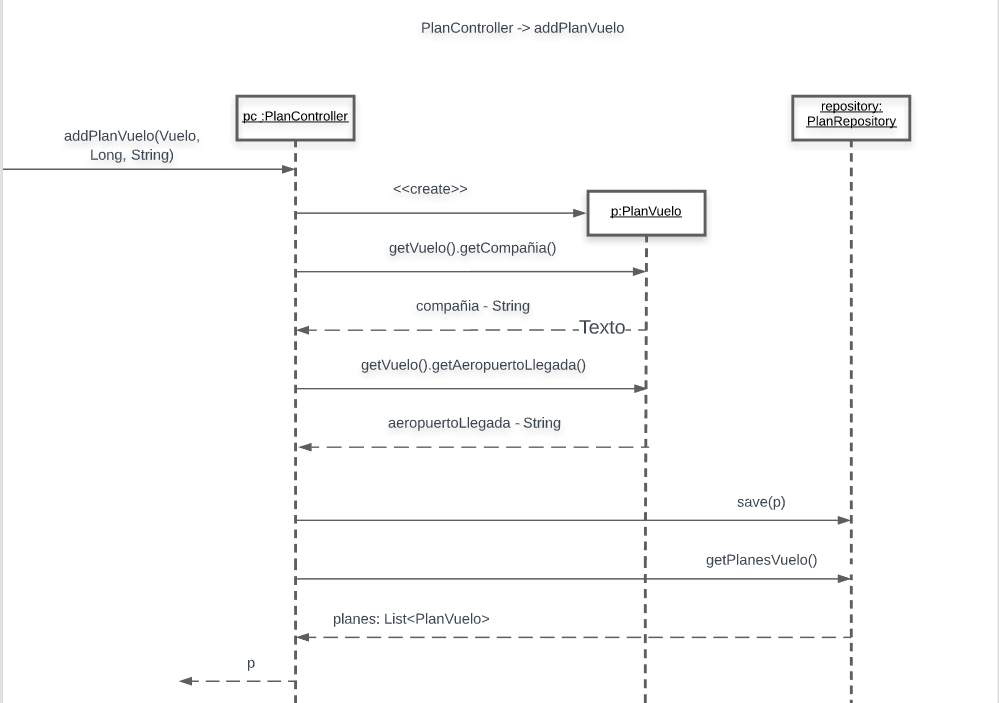 PlanController -> addPlanVuelo
pc :PlanController
repository:
PlanRepository
addPlanVuelo(Vuelo,
Long, String)
<<create>>
p:PlanVuelo
getVuelo().getCompañia()
compañia - String
Texto
getVuelo().getAeropuertoLlegada()
aeropuertoLlegada - String
save(p)
getPlanesVuelo()
planes: List<PlanVuelo>
p